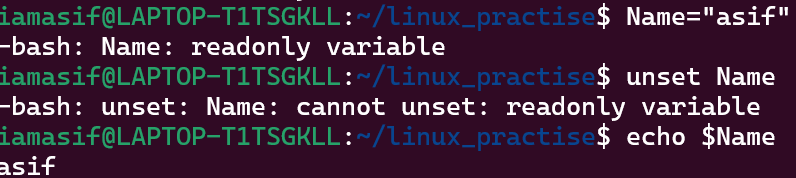 iamasif@LAPTOP-T1TSGKLL:~/linux_practise$ Name="asif"
-bash: Name: readonly variable
iamasif@LAPTOP-T1TSGKLL:~/linux_practise$ unset Name
-bash: unset: Name: cannot unset: readonly variable
iamasif@LAPTOP-T1TSGKLL:~/linux_practise$ echo $Name
asif